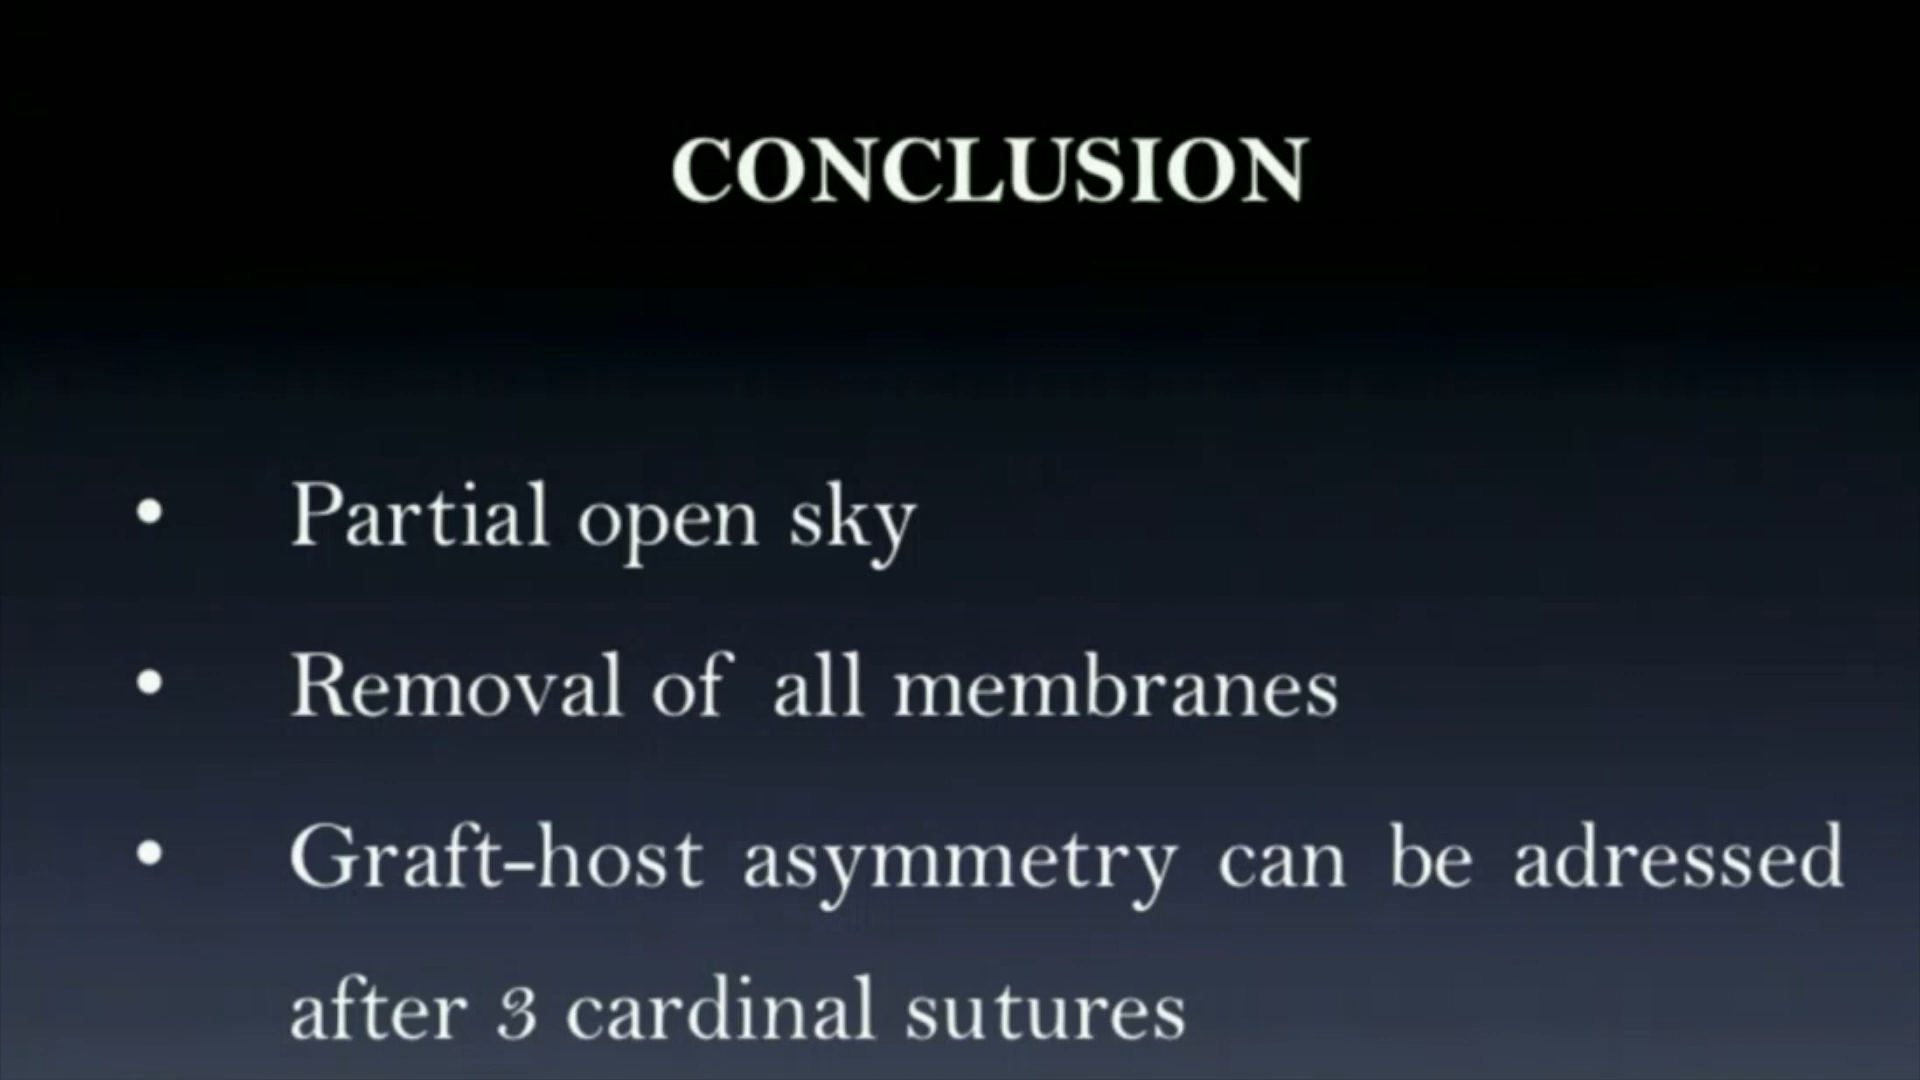 CONCLUSION
• Partial open sky
• Removal of all membranes
• Graft-host asymmetry can be adressed
after 3 cardinal sutures